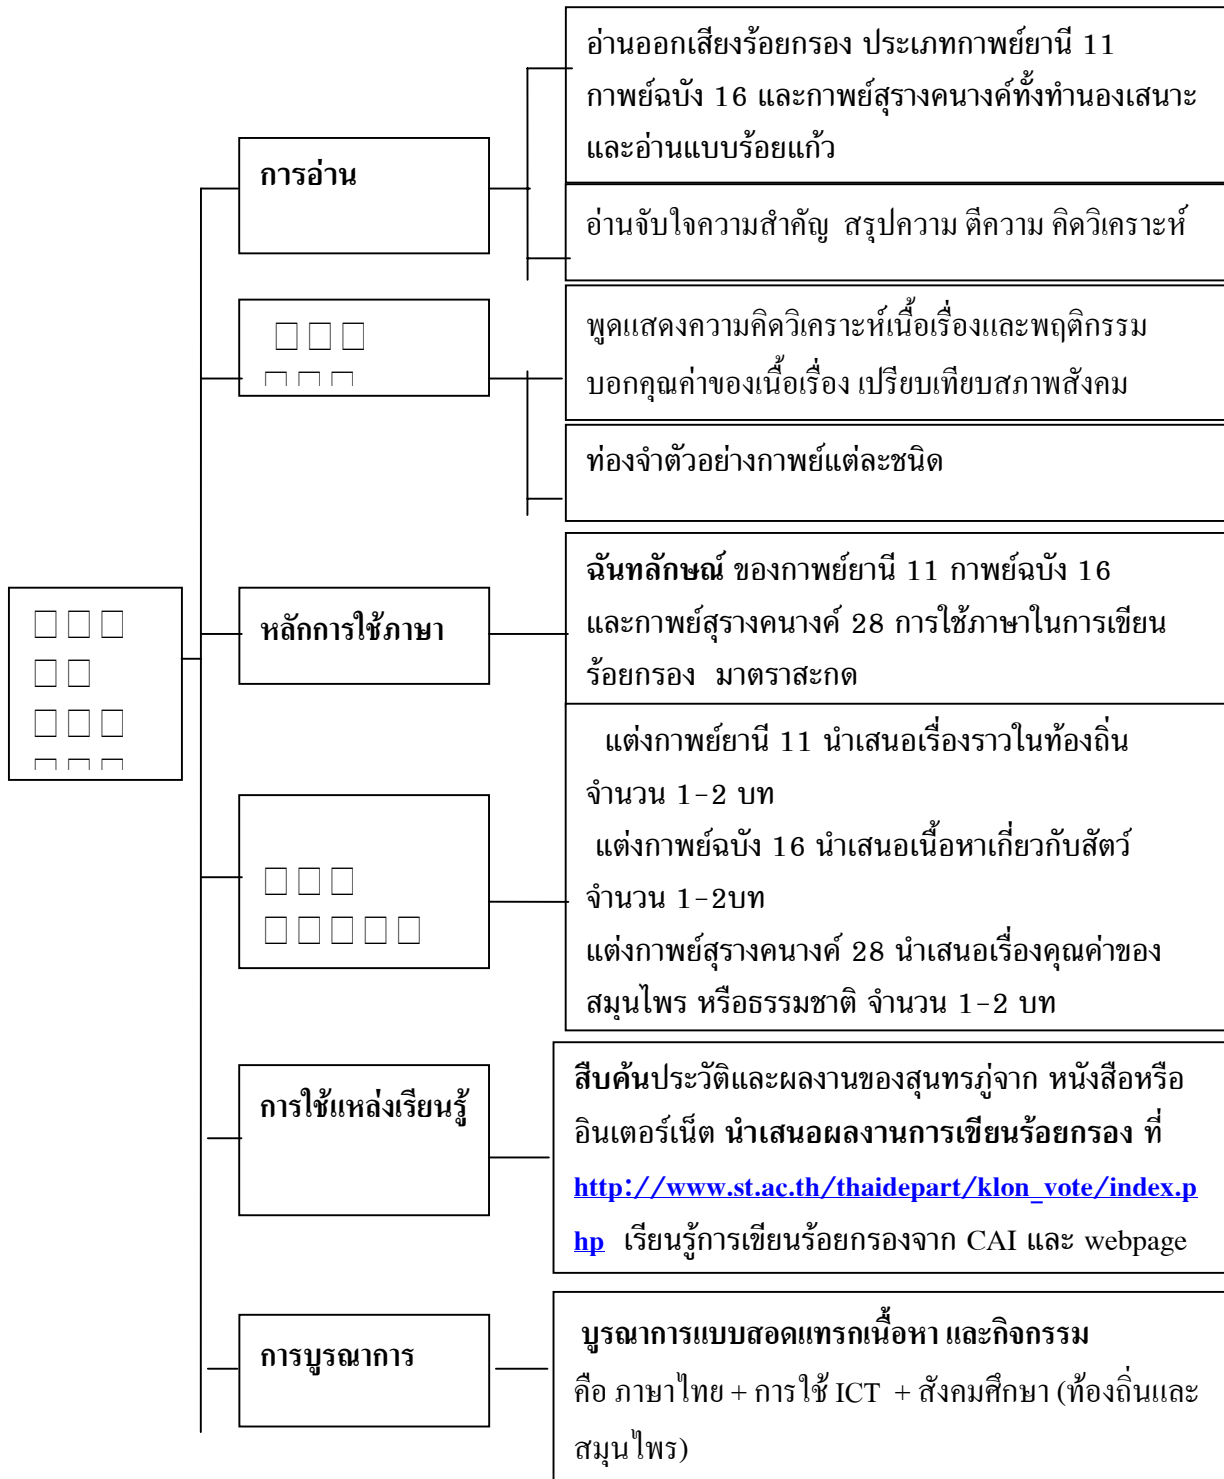 อ่านออกเสียงร้อยกรอง ประเภทกาพย์ยานี 11
กาพย์ฉบัง 16 และกาพย์สุรางคนางค์ทั้งทำนองเสนาะ
และอ่านแบบร้อยแก้ว
การอ่าน
อ่านจับใจความสำคัญ สรุปความ ตีความ คิดวิเคราะห์
พูดแสดงความคิดวิเคราะห์เนื้อเรื่องและพฤติกรรม
บอกคุณค่าของเนื้อเรื่อง เปรียบเทียบสภาพสังคม
ท่องจำตัวอย่างกาพย์แต่ละชนิด
หลักการใช้ภาษา
ฉันทลักษณ์ ของกาพย์ยานี 11 กาพย์ฉบัง 16
และกาพย์สุรางคนางค์ 28 การใช้ภาษาในการเขียน
ร้อยกรอง มาตราสะกด
แต่งกาพย์ยานี 11 นำเสนอเรื่องราวในท้องถิ่น
จำนวน 1-2 บท
แต่งกาพย์ฉบัง 16 นำเสนอเนื้อหาเกี่ยวกับสัตว์
จำนวน 1-2บท
แต่งกาพย์สุรางคนางค์ 28 นำเสนอเรื่องคุณค่าของ
สมุนไพร หรือธรรมชาติ จำนวน 1-2 บท
การใช้แหล่งเรียนรู้
สืบค้นประวัติและผลงานของสุนทรภู่จาก หนังสือหรือ
อินเตอร์เน็ต นำเสนอผลงานการเขียนร้อยกรอง ที่
http://www.st.ac.th/thaidepart/klon_vote/index.p
hp เรียนรู้การเขียนร้อยกรองจาก CAI และ webpage
การบูรณาการ
บูรณาการแบบสอดแทรกเนื้อหา และกิจกรรม
คือ ภาษาไทย + การใช้ ICT + สังคมศึกษา (ท้องถิ่นและ
สมุนไพร)